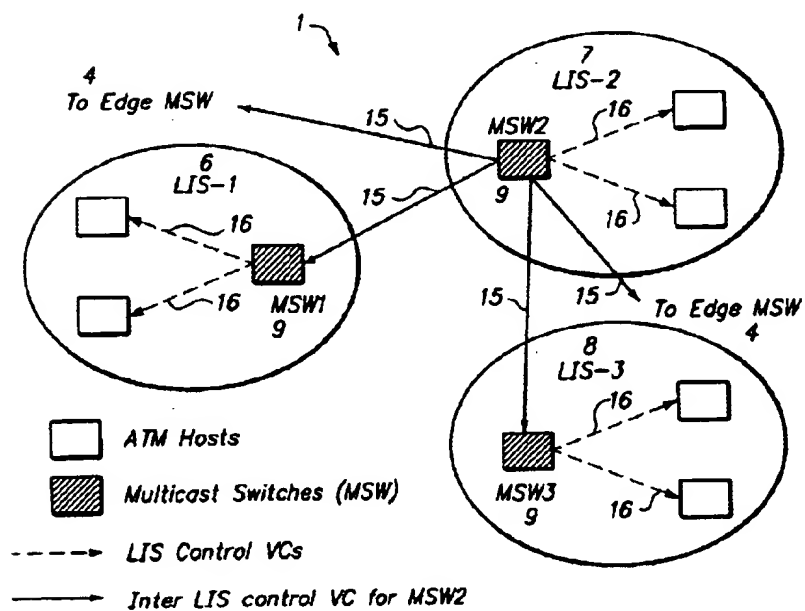 1
4
To Edge MSW
15
7
LIS-2
MSW2
16
9
16
6
LIS-1
15
16
16
MSW1
9
15
15
To Edge MSW
4
8
LIS-3
16
MSW3
9
16
ATM Hosts
Multicast Switches (MSW)
LIS Control VCs
Inter LIS control VC for MSW2